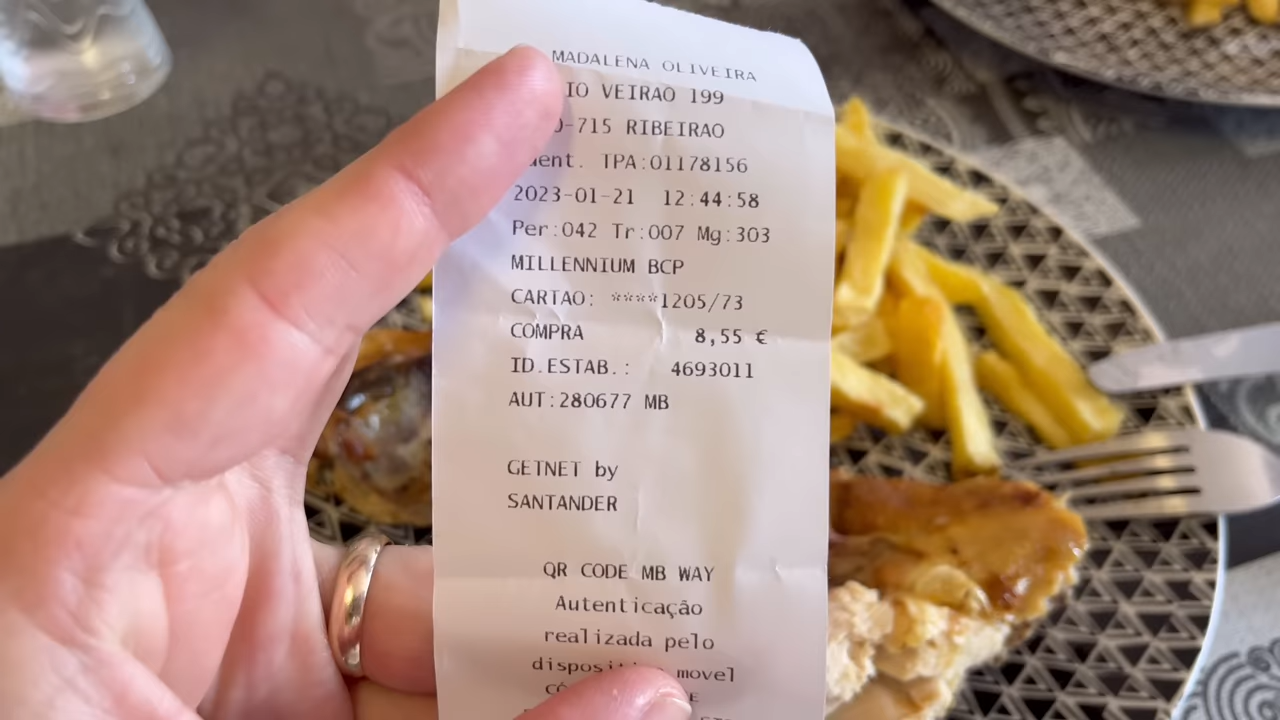 MADALENA OLIVEIRA
VEIRAO 199
-715 RIBEIRAO
TPA:01178156
2023-01-21 12:44:58
Per:042 Tr:007 Mg:303
MILLENNIUM BCP
CARTAO: ****1205/73
COMPRA 8,55 €
ID.ESTAB.: 4693011
AUT:280677 MB
GETNET by
SANTANDER
QR CODE MB WAY
Autenticação
realizada pelo
movel